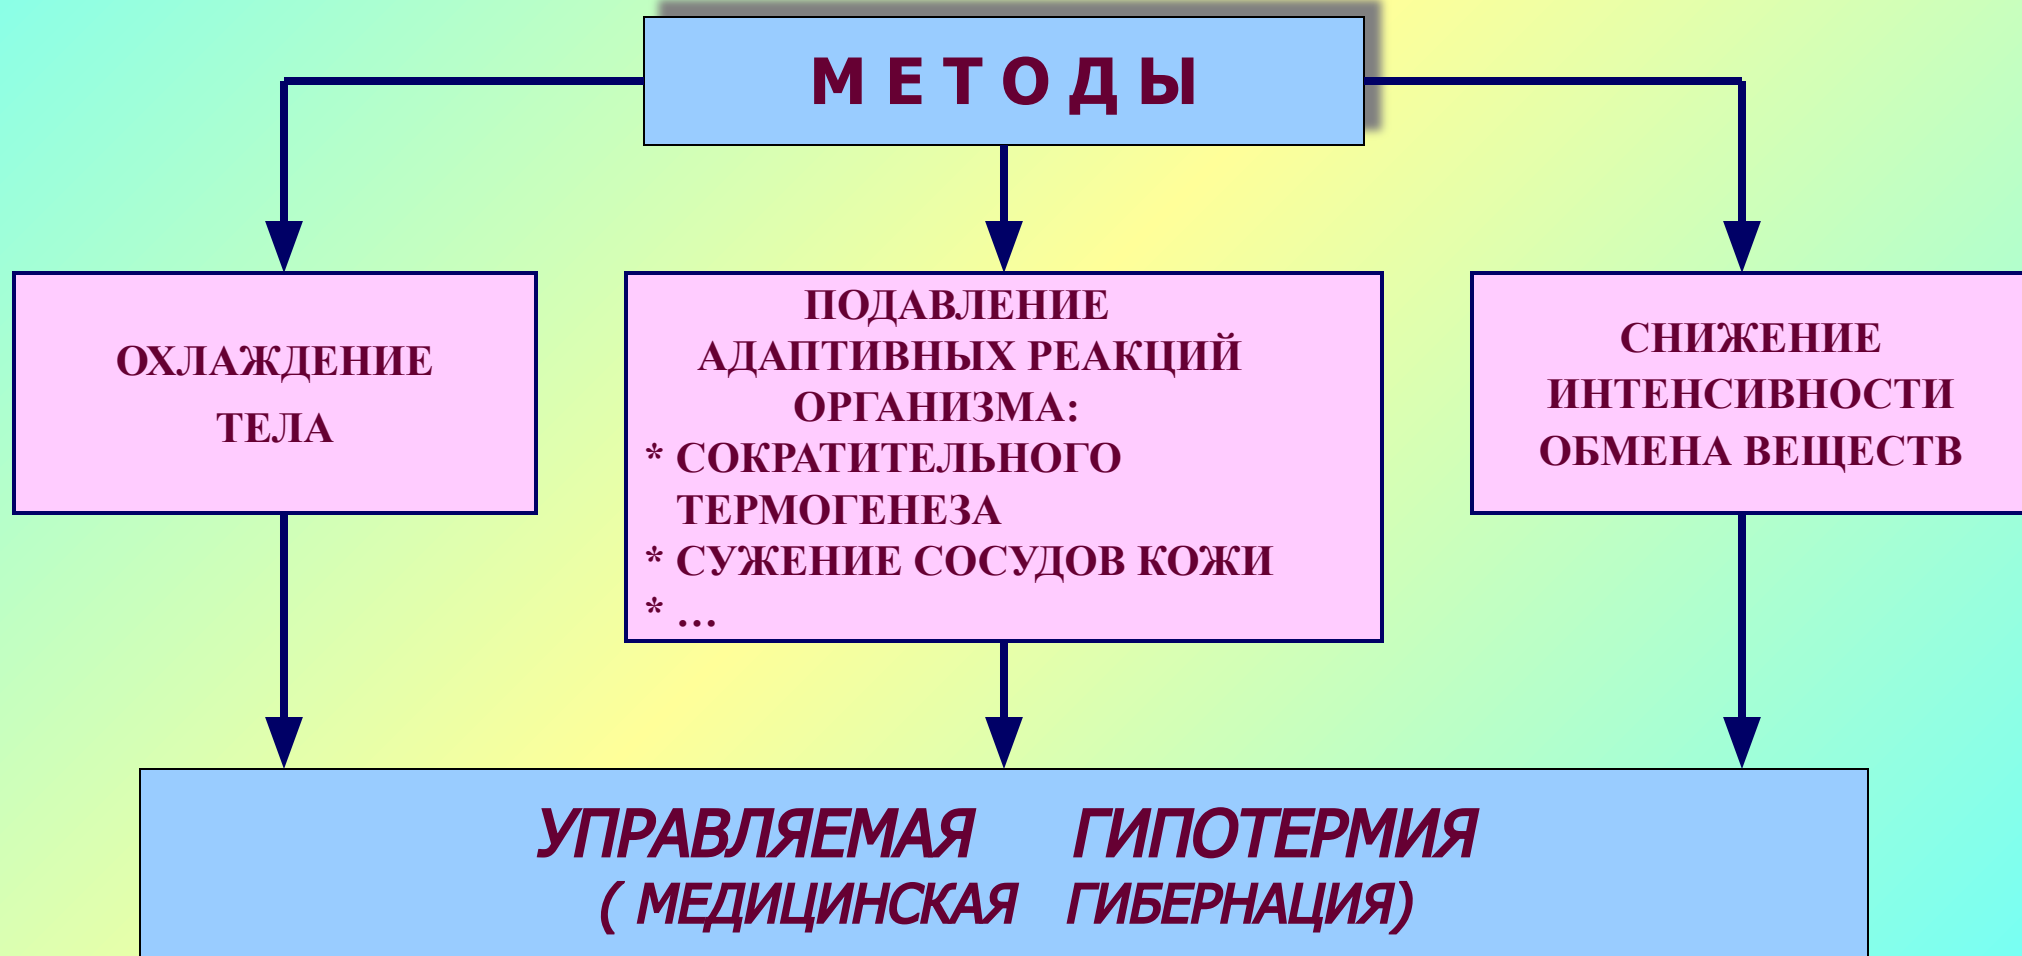 МЕТОДЫ
ОХЛАЖДЕНИЕ
ТЕЛА
ПОДАВЛЕНИЕ
АДАПТИВНЫХ РЕАКЦИЙ
ОРГАНИЗМА:
* СОКРАТИТЕЛЬНОГО
ТЕРМОГЕНЕЗА
* СУЖЕНИЕ СОСУДОВ КОЖИ
* …
СНИЖЕНИЕ
ИНТЕНСИВНОСТИ
ОБМЕНА ВЕЩЕСТВ
УПРАВЛЯЕМАЯ ГИПОТЕРМИЯ
( МЕДИЦИНСКАЯ ГИБЕРНАЦИЯ)